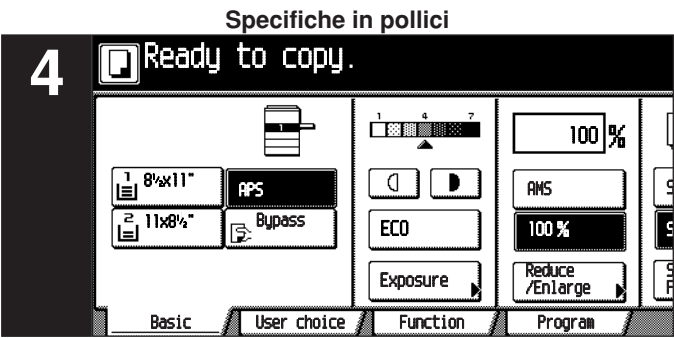 Specifiche in pollici
4
Ready to copy.
1 4 7
100 %
1 8½x11"
APS
AMS
2 11x8½"
Bypass
ECO
100 %
Exposure
Reduce
/Enlarge
Basic
User choice
Function
Program